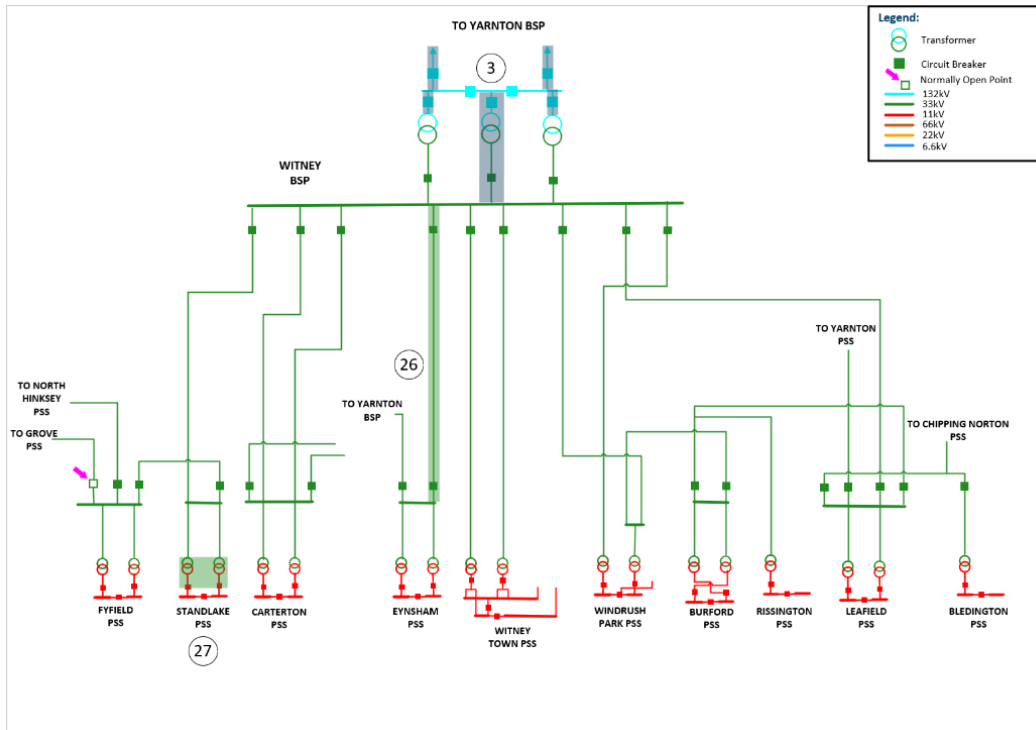 TO YARNTON BSP
3
Legend:
Transformer
Circuit Breaker
Normally Open Point
132kV
33kV
11kV
66kV
22kV
6.6kV
WITNEY
BSP
26
TO YARNTON
PSS
TO NORTH
HINKSEY
PSS
TO GROVE
PSS
TO YARNTON
BSP
TO CHIPPING NORTON
PSS
FYFIELD
PSS
STANDLAKE
PSS
CARTERTON
PSS
EYNSHAM
PSS
WITNEY
TOWN PSS
WINDRUSH
PARK PSS
BURFORD
PSS
RISSINGTON
PSS
LEAFIELD
PSS
BLEDINGTON
PSS
27